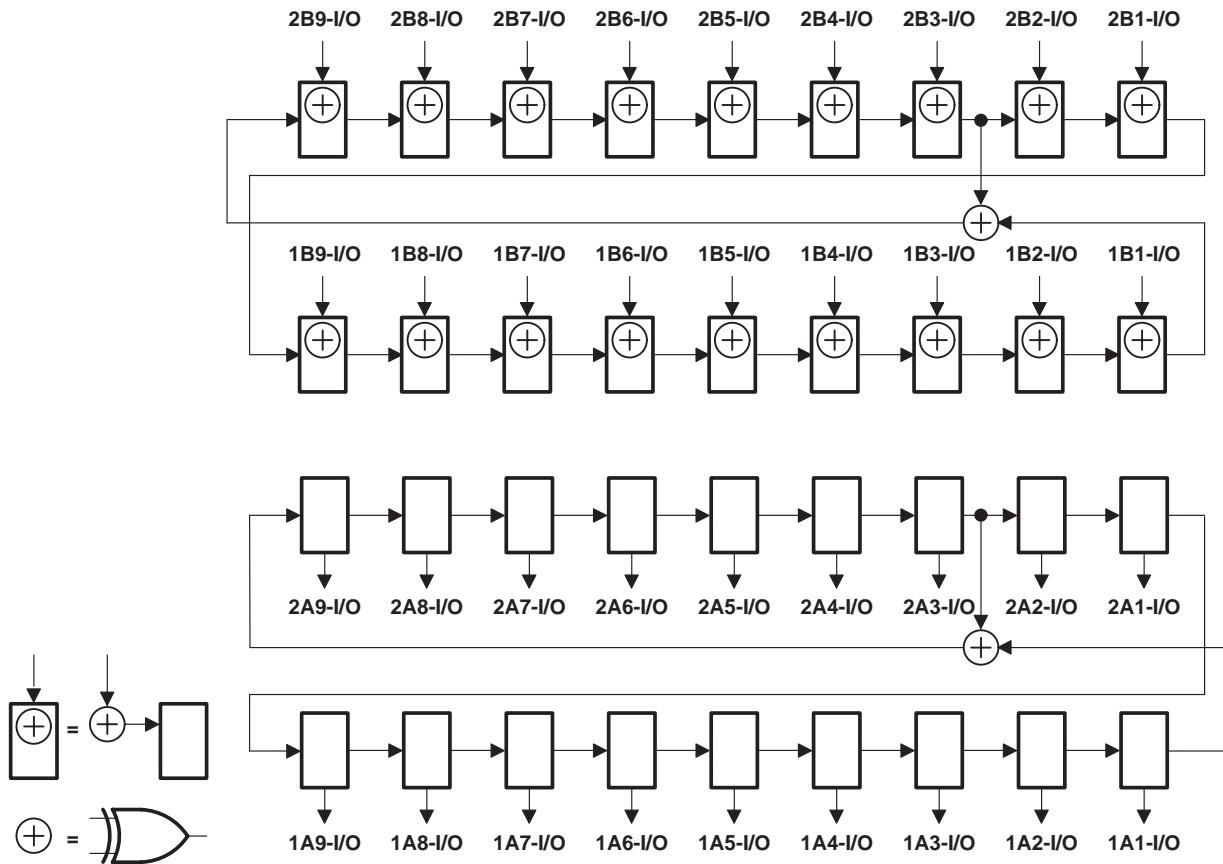 2B9-I/O 2B8-I/O 2B7-I/O 2B6-I/O 2B5-I/O 2B4-I/O 2B3-I/O 2B2-I/O 2B1-I/O
1B9-I/O 1B8-I/O 1B7-I/O 1B6-I/O 1B5-I/O 1B4-I/O 1B3-I/O 1B2-I/O 1B1-I/O
2A9-I/O 2A8-I/O 2A7-I/O 2A6-I/O 2A5-I/O 2A4-I/O 2A3-I/O 2A2-I/O 2A1-I/O
=
=
1A9-I/O 1A8-I/O 1A7-I/O 1A6-I/O 1A5-I/O 1A4-I/O 1A3-I/O 1A2-I/O 1A1-I/O